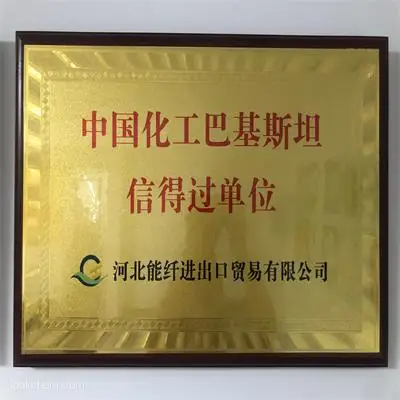 中国化工巴基斯坦
信得过单位
河北能纤进出口贸易有限公司